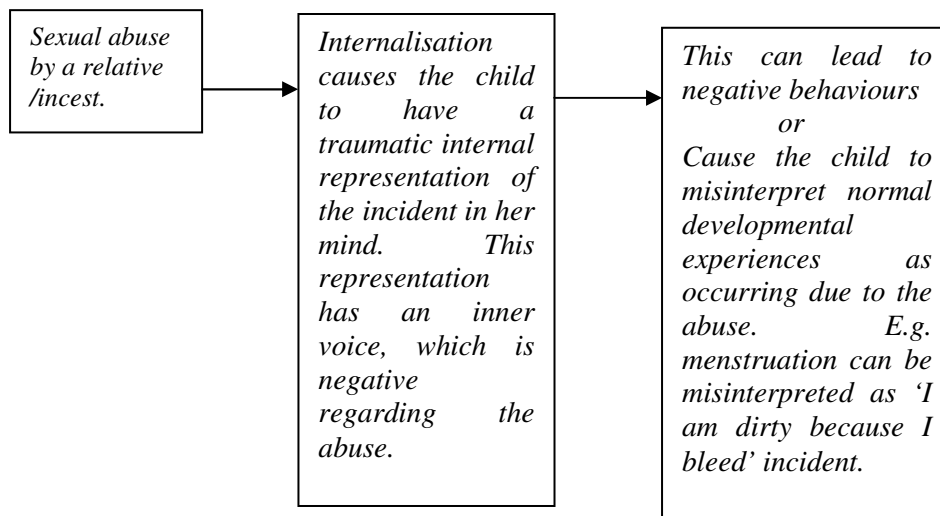 Sexual abuse
by a relative
/incest.
Internalisation
causes the child
to have a
traumatic internal
representation of
the incident in her
mind. This
representation
has an inner
voice, which is
negative
regarding the
abuse.
This can lead to
negative behaviours
or
Cause the child to
misinterpret normal
developmental
experiences as
occurring due to the
abuse. E.g.
menstruation can be
misinterpreted as ‘I
am dirty because I
bleed’ incident.